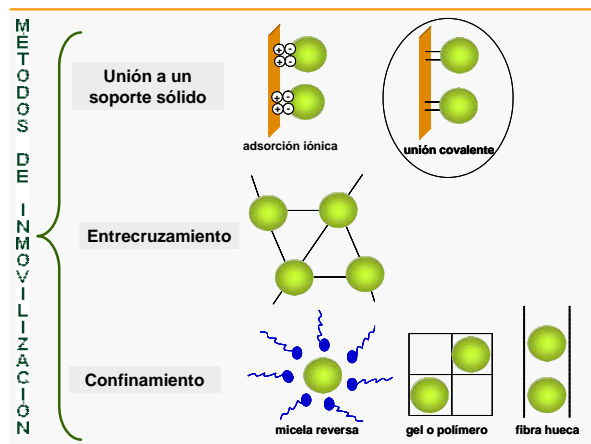 MÉTODOS DE INMOVILIZACIÓN
Unión a un
soporte sólido
+ - + -
+ - + -
+ - + -
+ - + -
adsorción iónica
unión covalente
Entrecruzamiento
Confinamiento
micela reversa
gel o polímero
fibra hueca